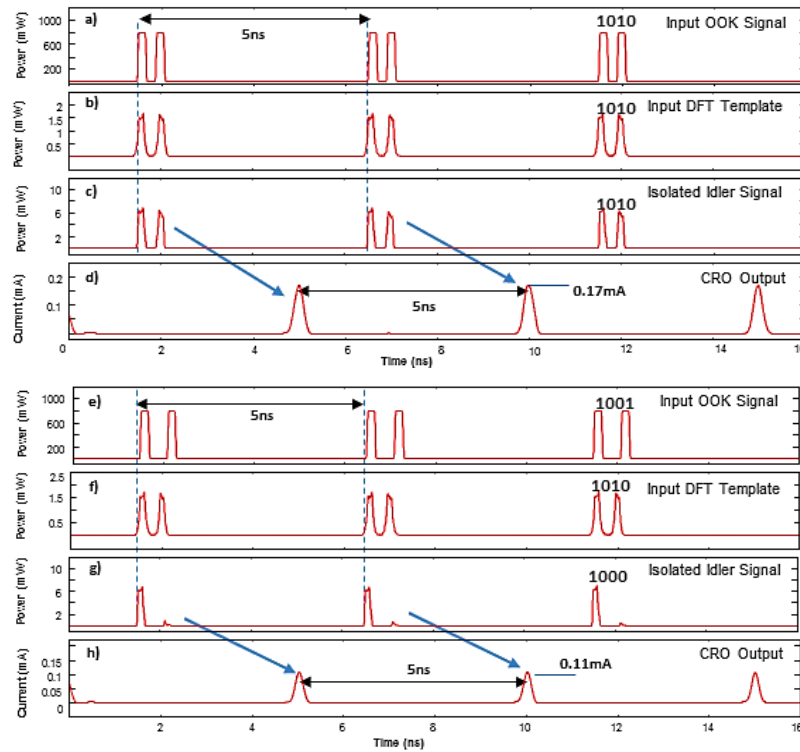 a)
1010
Input OOK Signal
5ns
Power (mW)
1000
600
200
b)
1010
Input DFT Template
Power (mW)
2
1.5
1
0.5
c)
1010
Isolated Idler Signal
Power (mW)
10
6
2
d)
CRO Output
Current (mA)
0.2
0.1
5ns
0.17mA
0 2 4 6 8 10 12 14 16
Time (ns)
e)
1001
Input OOK Signal
5ns
Power (mW)
1000
600
200
f)
1010
Input DFT Template
Power (mW)
2.5
1.5
0.5
g)
1000
Isolated Idler Signal
Power (mW)
10
6
2
h)
CRO Output
Current (mA)
0.15
0.1
0.05
0
5ns
0.11mA
2 4 6 8 10 12 14 16
Time (ns)